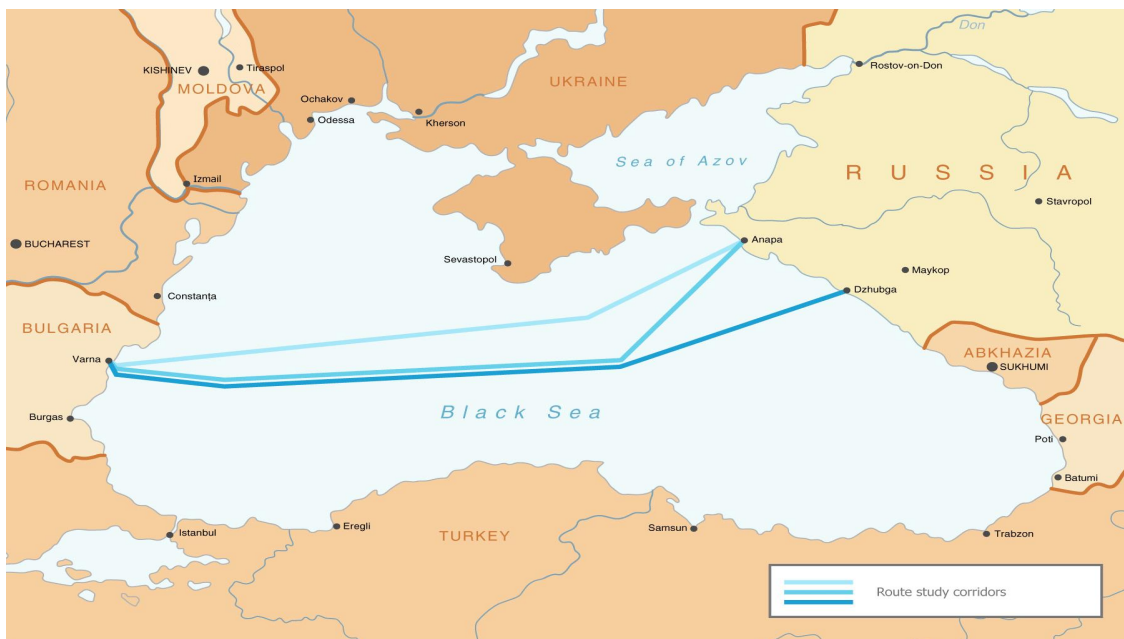 Don
Rostov-on-Don
KISHINEV
Tiraspol
MOLDOVA
UKRAINE
Ochakov
Odessa
Kherson
Sea of Azov
RUSSIA
ROMANIA
Izmail
Stavropol
BUCHAREST
Anapa
Sevastopol
Maykop
Constanța
Dzhubga
BULGARIA
Varna
ABKHAZIA
SUKHUMI
Black Sea
Burgas
GEORGIA
Poti
Batumi
Istanbul
Eregli
TURKEY
Samsun
Trabzon
Route study corridors